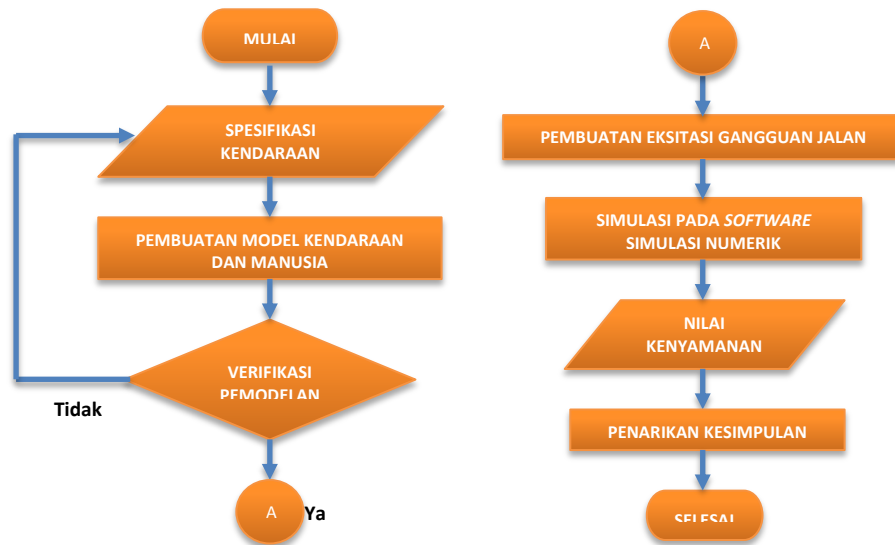 MULAI
SPESIFIKASI
KENDARAAN
PEMBUATAN MODEL KENDARAAN
DAN MANUSIA
VERIFIKASI
PEMODELAN
Tidak
A
Ya
A
PEMBUATAN EKSITASI GANGGUAN JALAN
SIMULASI PADA SOFTWARE
SIMULASI NUMERIK
NILAI
KENYAMANAN
PENARIKAN KESIMPULAN
SELESAI